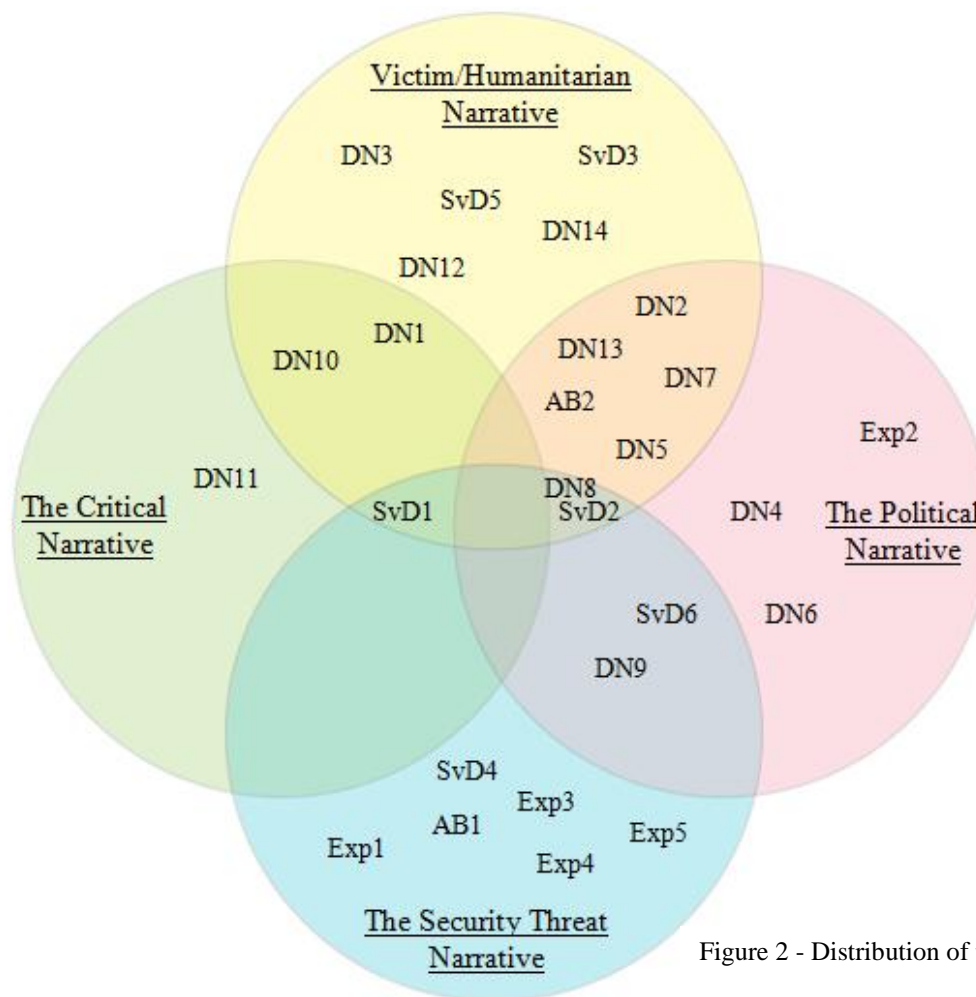 Victim/Humanitarian
Narrative
DN3
SvD3
SvD5
DN14
DN12
DN2
DN1
DN13
DN10
DN7
AB2
Exp2
DN5
DN11
DN8
The Critical
Narrative
SvD1
SvD2
DN4
The Political
Narrative
SvD6
DN6
DN9
SvD4
Exp3
AB1
Exp5
Exp1
Exp4
The Security Threat
Narrative
Figure 2 - Distribution of